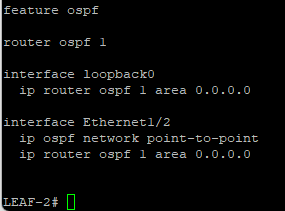 feature ospf
router ospf 1
interface loopback0
  ip router ospf 1 area 0.0.0.0
interface Ethernet1/2
  ip ospf network point-to-point
  ip router ospf 1 area 0.0.0.0
LEAF-2#